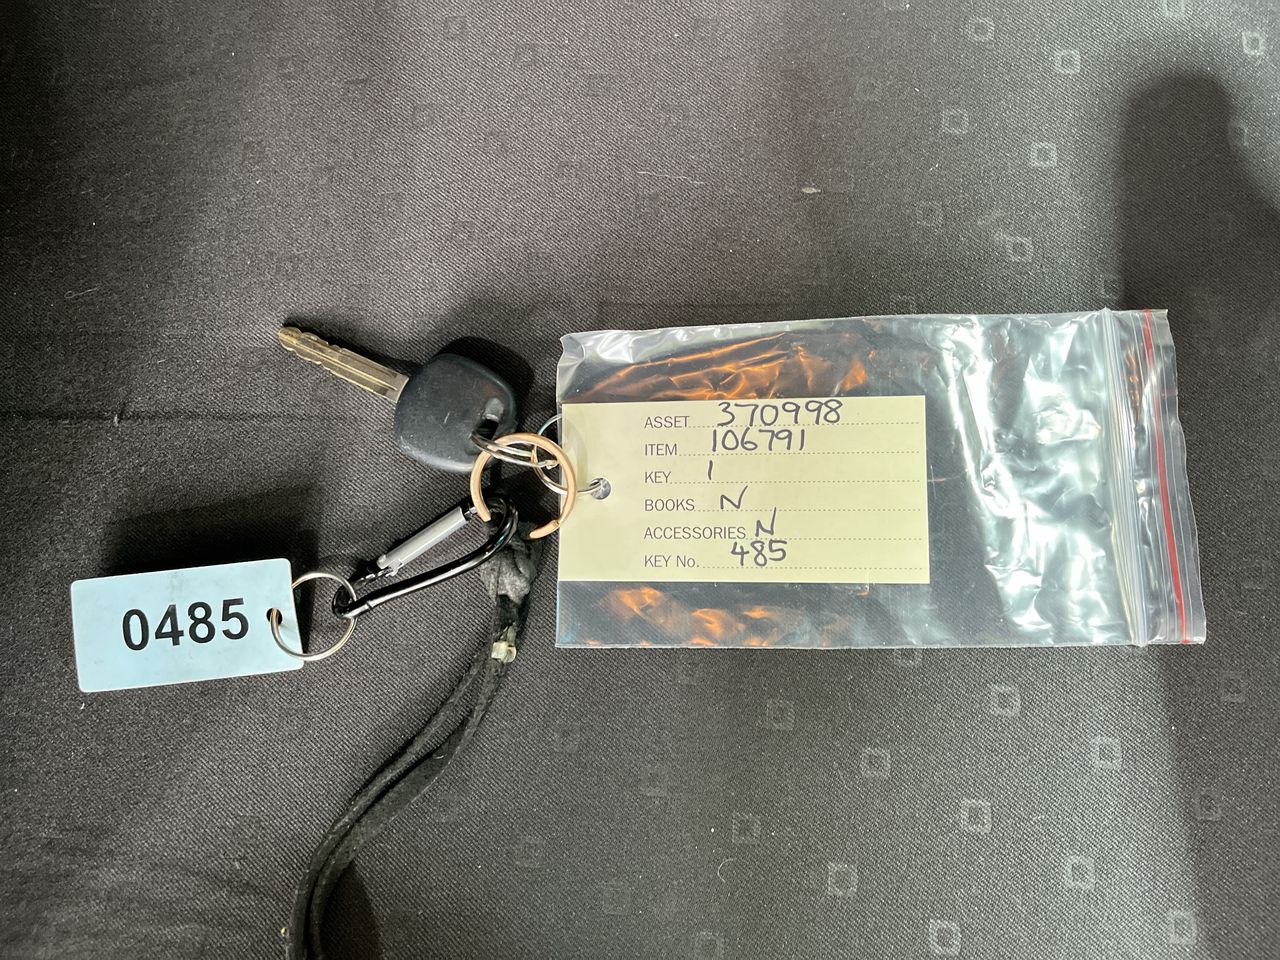 0485
ASSET 370998
ITEM 106791
KEY 1
BOOKS N
ACCESSORIES N
KEY No. 485